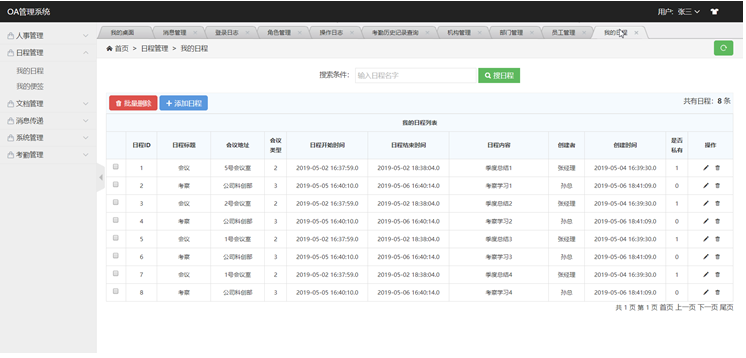 OA管理系统
用户: 张三
人事管理
日程管理
我的日程
我的便签
文档管理
消息传递
系统管理
考勤管理
我的桌面 消息管理 登录日志 角色管理 操作日志 考勤历史记录查询 机构管理 部门管理 员工管理 我的日程
首页 > 日程管理 > 我的日程
搜索条件: 输入日程名字 搜日程
批量删除 添加日程 共有日程: 8 条
我的日程列表
日程ID 日程标题 会议地址 会议类型 日程开始时间 日程结束时间 日程内容 创建者 创建时间 是否私有 操作
1 会议 5号会议室 2 2019-05-02 16:37:59.0 2019-05-02 18:38:04.0 季度总结1 张经理 2019-05-04 16:39:30.0 1
2 考察 公司科创部 3 2019-05-05 16:40:10.0 2019-05-06 16:40:14.0 考察学习1 孙总 2019-05-06 18:41:09.0 0
3 会议 2号会议室 2 2019-05-02 16:37:59.0 2019-05-02 18:38:04.0 季度总结2 张经理 2019-05-04 16:39:30.0 1
4 考察 公司科创部 3 2019-05-05 16:40:10.0 2019-05-06 16:40:14.0 考察学习2 孙总 2019-05-06 18:41:09.0 0
5 会议 1号会议室 2 2019-05-02 16:37:59.0 2019-05-02 18:38:04.0 季度总结3 张经理 2019-05-04 16:39:30.0 1
6 考察 公司科创部 3 2019-05-05 16:40:10.0 2019-05-06 16:40:14.0 考察学习3 孙总 2019-05-06 18:41:09.0 0
7 会议 1号会议室 2 2019-05-02 16:37:59.0 2019-05-02 18:38:04.0 季度总结4 张经理 2019-05-04 16:39:30.0 1
8 考察 公司科创部 3 2019-05-05 16:40:10.0 2019-05-06 16:40:14.0 考察学习4 孙总 2019-05-06 18:41:09.0 0
共 1 页 第 1 页 首页 上一页 下一页 尾页